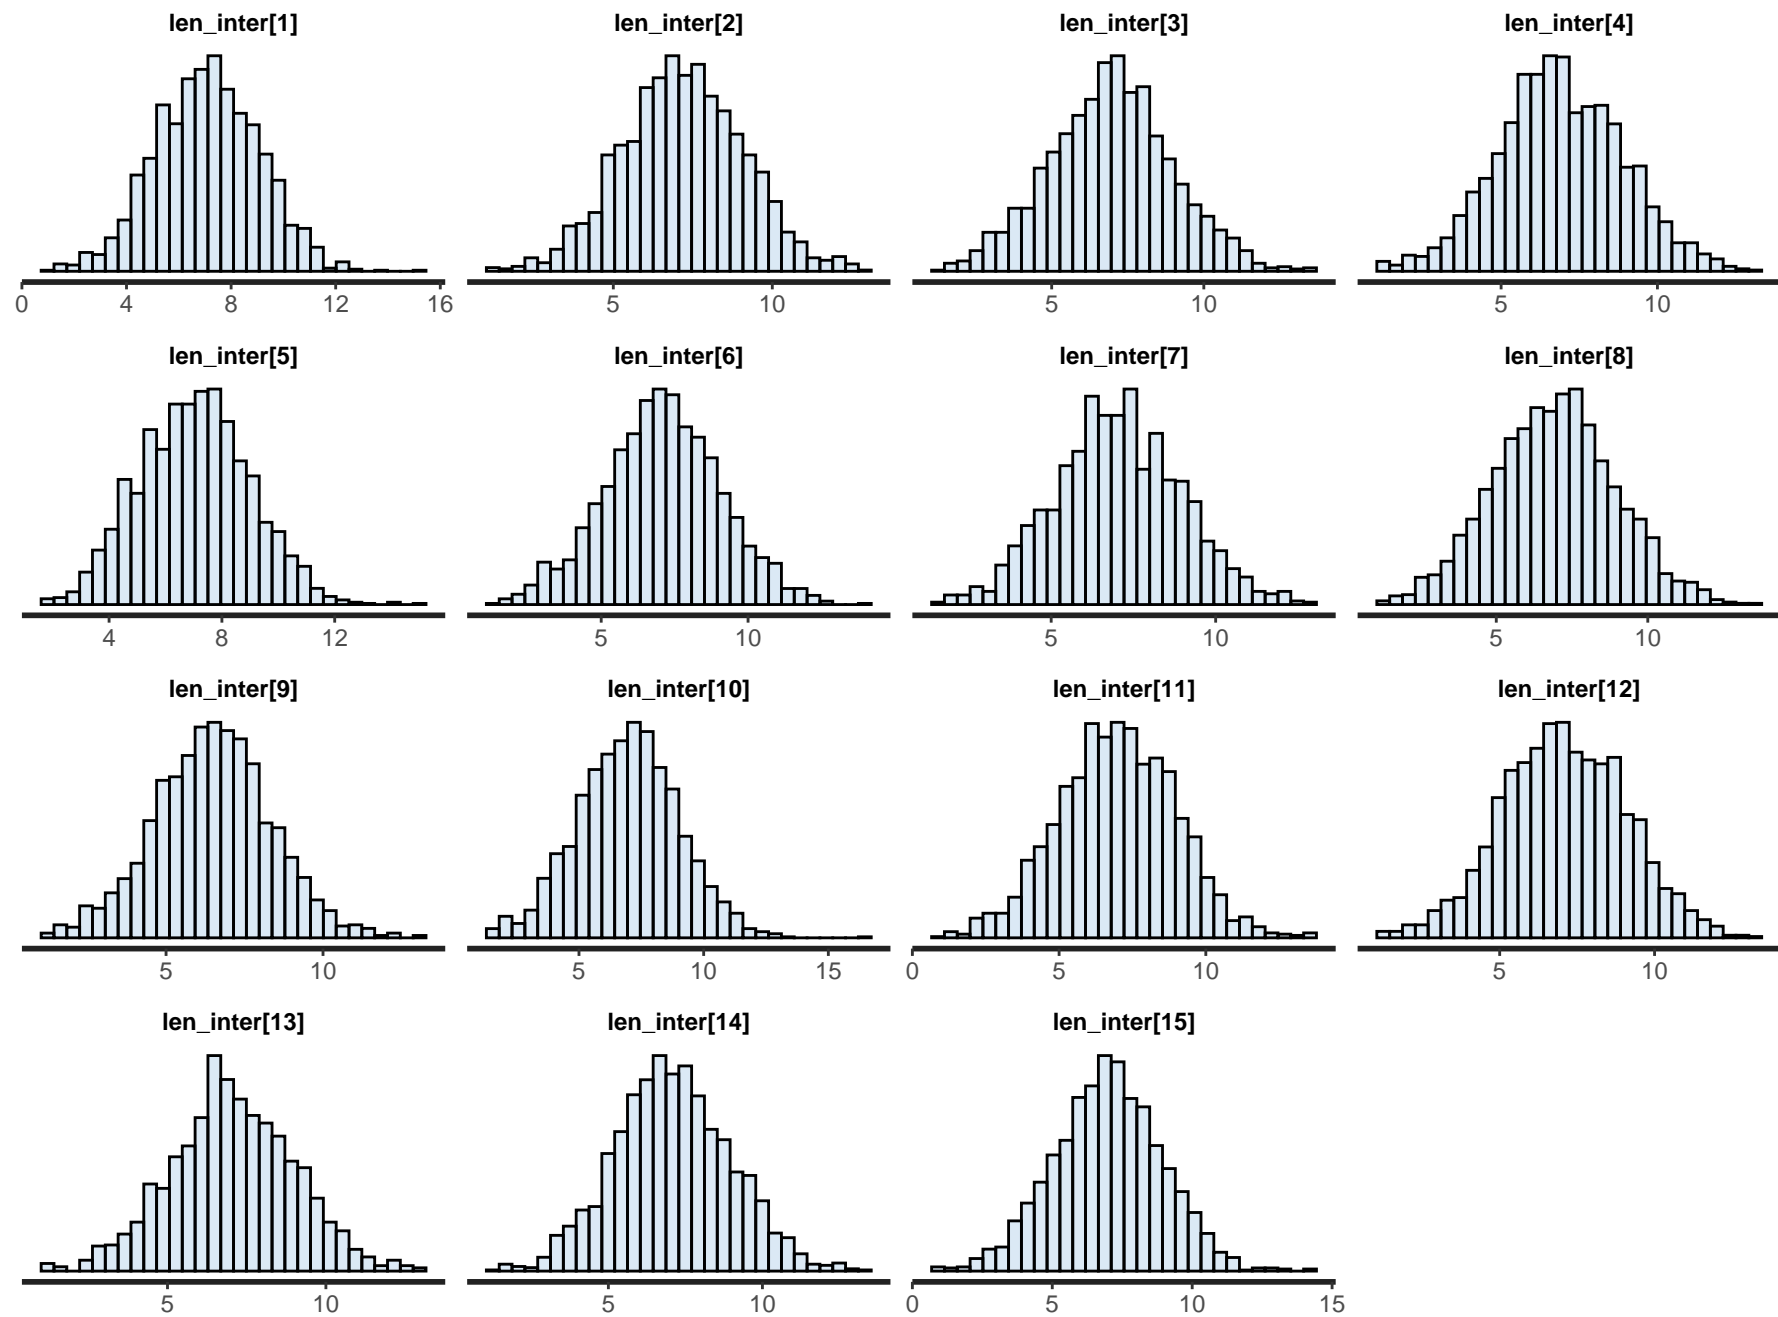 len_inter[1] len_inter[2] len_inter[3] len_inter[4]
0 4 8 12 16 5 10 5 10 5 10
len_inter[5] len_inter[6] len_inter[7] len_inter[8]
4 8 12 5 10 5 10 5 10
len_inter[9] len_inter[10] len_inter[11] len_inter[12]
5 10 5 10 15 0 5 10 5 10
len_inter[13] len_inter[14] len_inter[15]
5 10 5 10 0 5 10 15